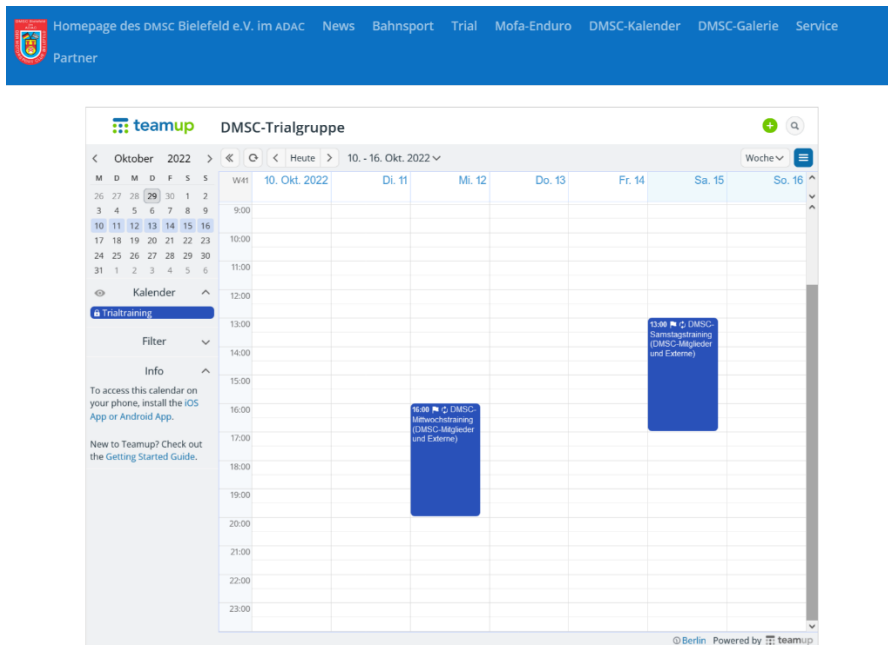 Homepage des DMSC Bielefeld e.V. im ADAC News Bahnsport Trial Mofa-Enduro DMSC-Kalender DMSC-Galerie Service
Partner
teamup DMSC-Trialgruppe
Oktober 2022 Heute 10. - 16. Okt. 2022 Woche
M D M D F S S
26 27 28 29 30 1 2
3 4 5 6 7 8 9
10 11 12 13 14 15 16
17 18 19 20 21 22 23
24 25 26 27 28 29 30
31 1 2 3 4 5 6
Kalender
Trialtraining
Filter
Info
To access this calendar on
your phone, install the iOS
App or Android App.
New to Teamup? Check out
the Getting Started Guide.
W41 10. Okt. 2022 Di. 11 Mi. 12 Do. 13 Fr. 14 Sa. 15 So. 16
9:00
10:00
11:00
12:00
13:00
14:00
15:00
16:00
17:00
18:00
19:00
20:00
21:00
22:00
23:00
16:00 DMSC-
Mittwochstraining
(DMSC-Mitglieder
und Externe)
13:00 DMSC-
Samstagstraining
(DMSC-Mitglieder
und Externe)
Berlin Powered by teamup